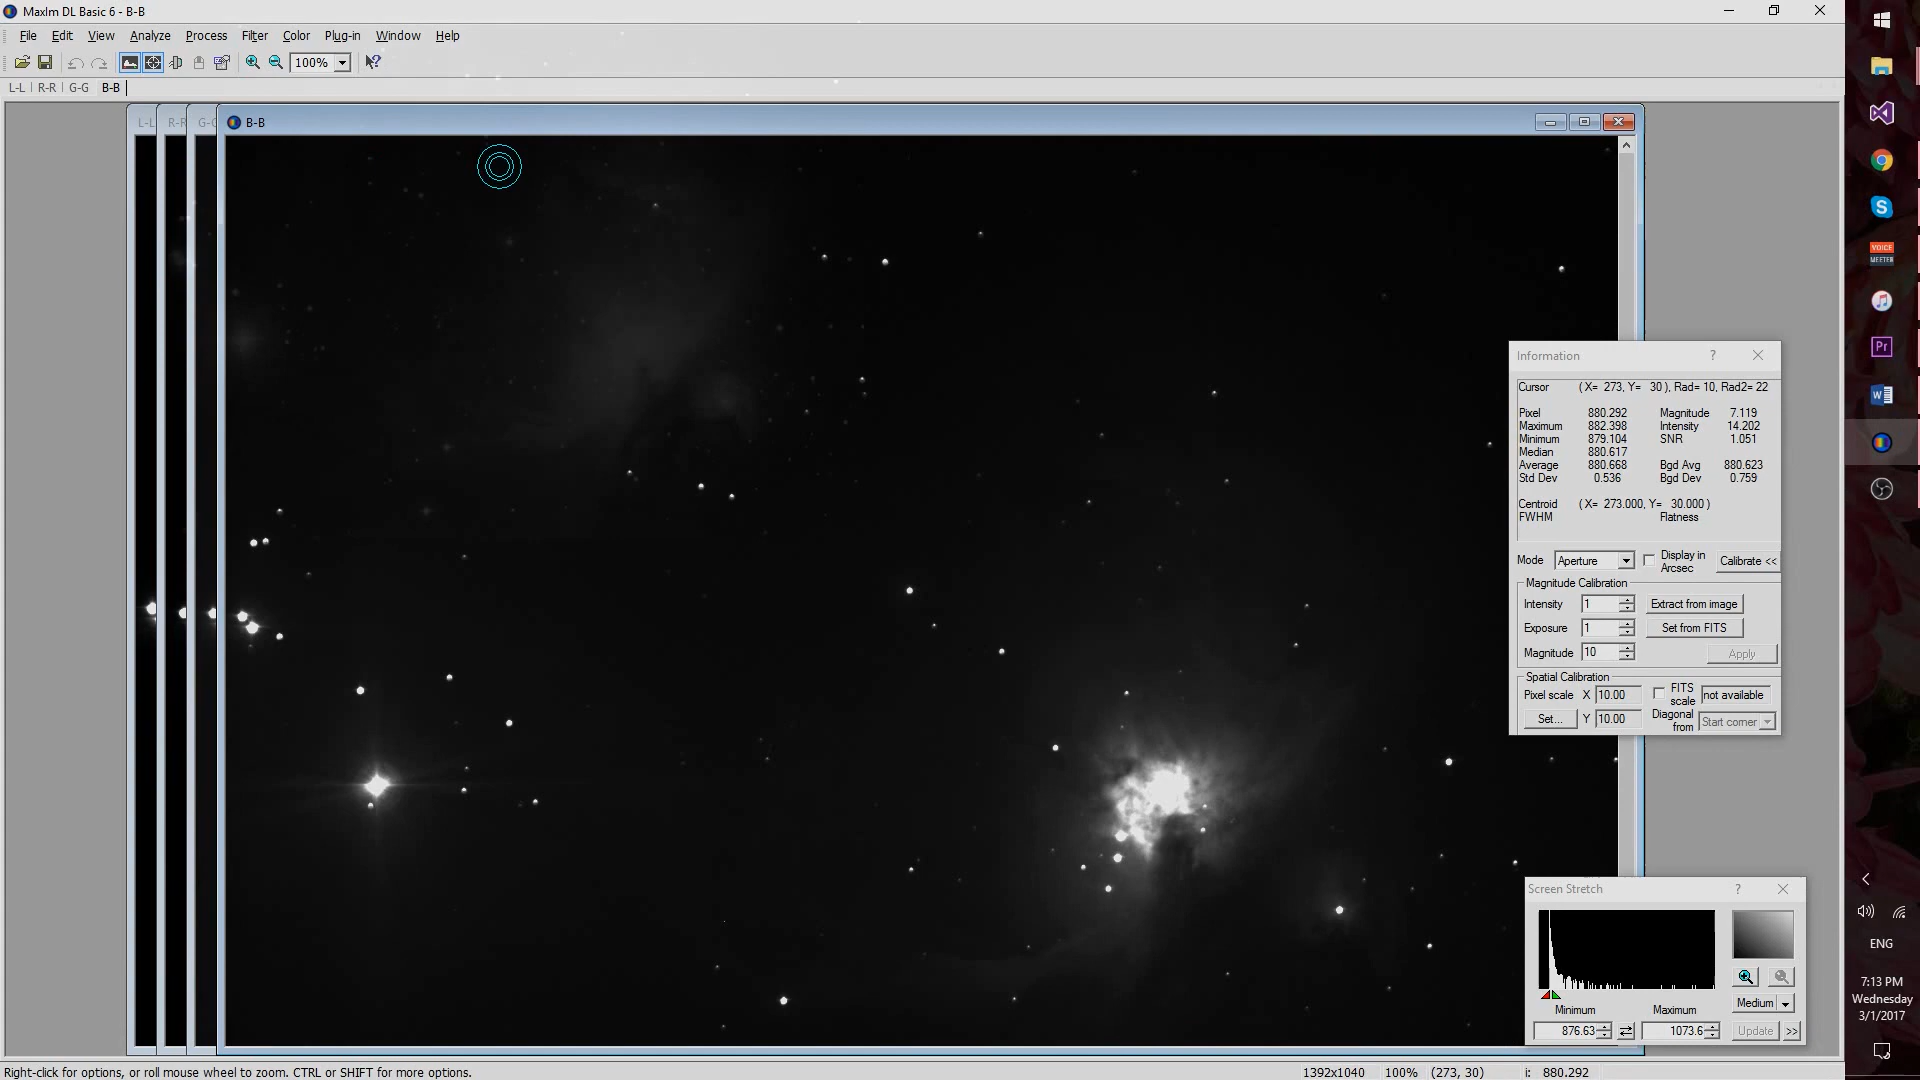 MaxIm DL Basic 6 - B-B
File Edit View Analyze Process Filter Color Plug-in Window Help
100%
L-L R-R G-G B-B
L-L
R-R
B-B
Information ?
Cursor ( X= 273, Y= 30 ), Rad= 10, Rad2= 22
Pixel 880.292 Magnitude 7.119
Maximum 882.398 Intensity 14.202
Minimum 879.104 SNR 1.051
Median 880.617
Average 880.668 Bgd Avg 880.623
Std Dev 0.536 Bgd Dev 0.759
Centroid ( X= 273.000, Y= 30.000 )
FWHM Flatness
Mode Aperture Display in Arcsec Calibrate <<
Magnitude Calibration
Intensity 1 Extract from image
Exposure 1 Set from FITS
Magnitude 10 Apply
Spatial Calibration
Pixel scale X 10.00 FITS scale not available
Set... Y 10.00 Diagonal from Start corner
Screen Stretch ?
Medium
Minimum Maximum
876.63 1073.6 Update >>
Right-click for options, or roll mouse wheel to zoom. CTRL or SHIFT for more options.
1392x1040 100% (273, 30) i: 880.292
S
VOICE
MEETER
Pr
W
ENG
7:13 PM
Wednesday
3/1/2017